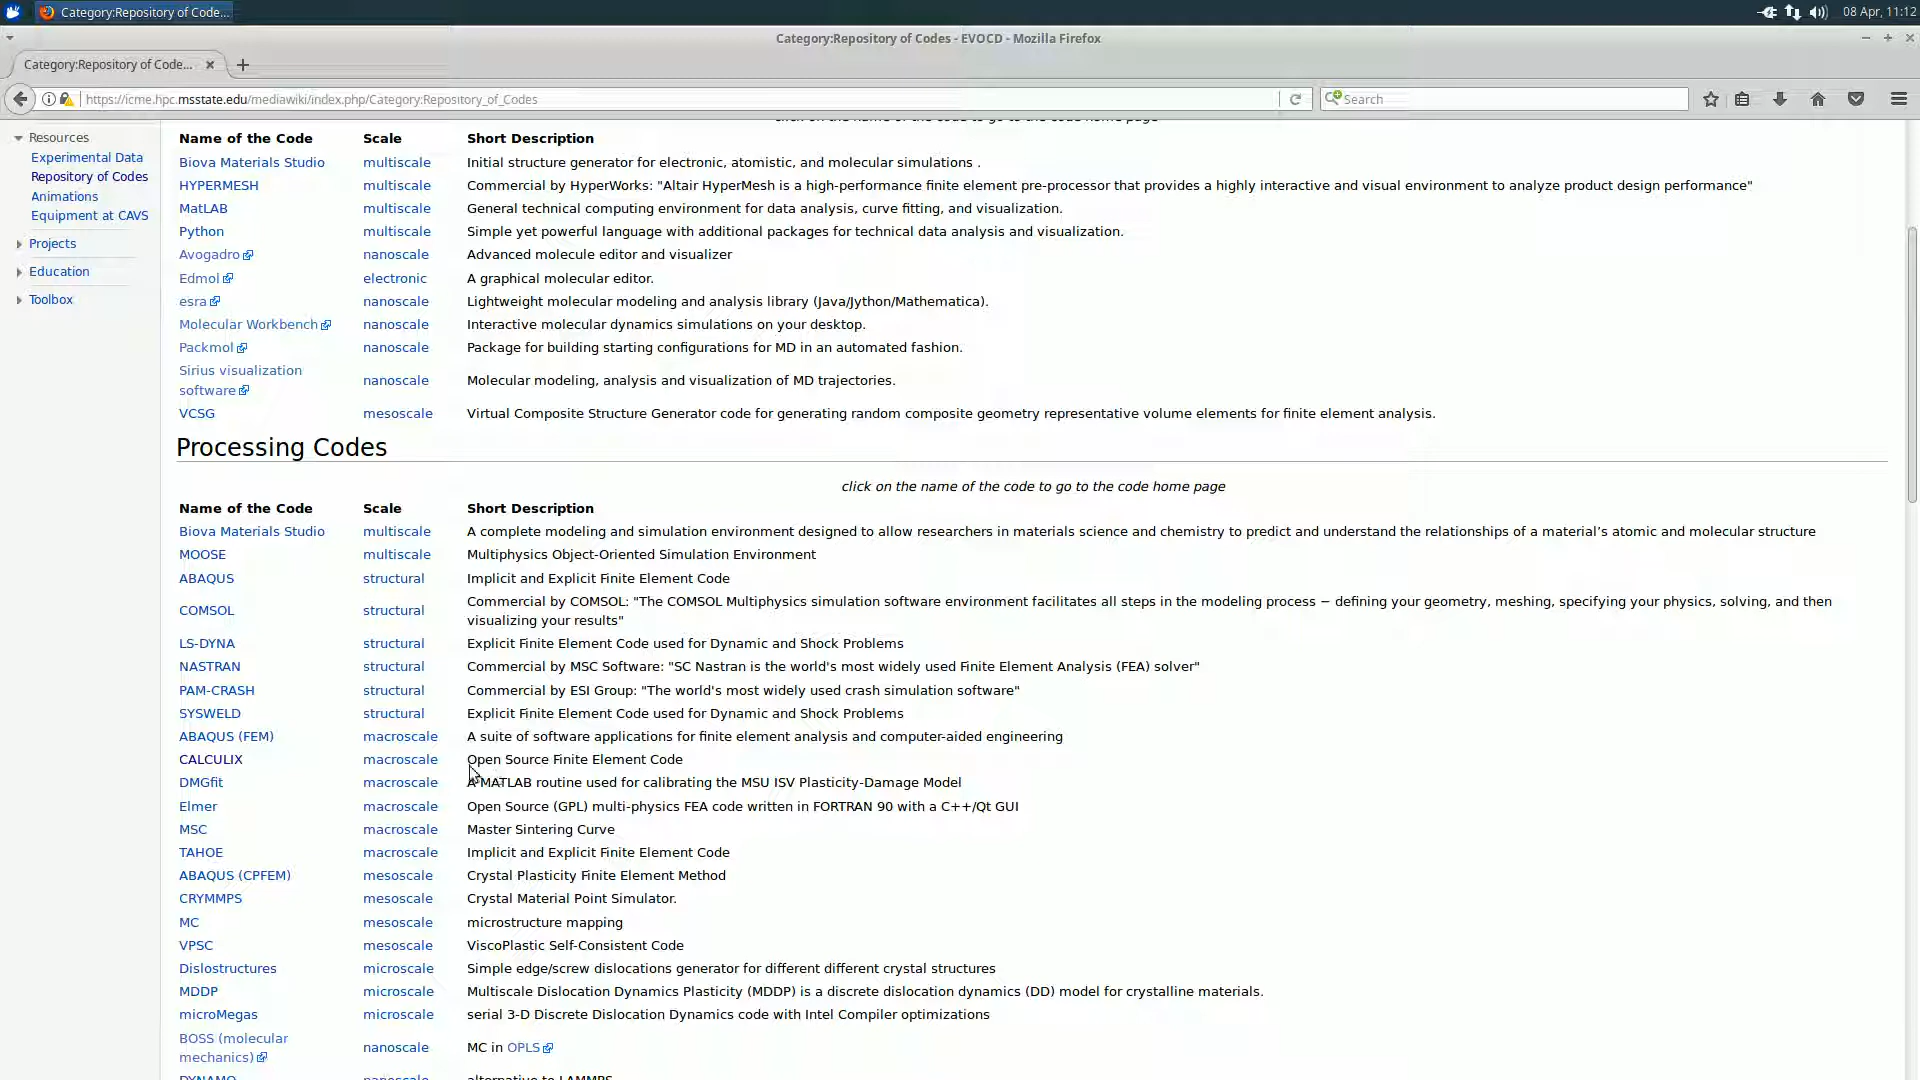 Category:Repository of Code...
08 Apr, 11:12
Category:Repository of Codes - EVOCD - Mozilla Firefox
Category:Repository of Code...
https://icme.hpc.msstate.edu/mediawiki/index.php/Category:Repository_of_Codes
Search
Resources
Experimental Data
Repository of Codes
Animations
Equipment at CAVS
Projects
Education
Toolbox
click on the name of the code to go to the code home page
Name of the Code Scale Short Description
Biova Materials Studio multiscale Initial structure generator for electronic, atomistic, and molecular simulations .
HYPERMESH multiscale Commercial by HyperWorks: "Altair HyperMesh is a high-performance finite element pre-processor that provides a highly interactive and visual environment to analyze product design performance"
MatLAB multiscale General technical computing environment for data analysis, curve fitting, and visualization.
Python multiscale Simple yet powerful language with additional packages for technical data analysis and visualization.
Avogadro nanoscale Advanced molecule editor and visualizer
Edmol electronic A graphical molecular editor.
esra nanoscale Lightweight molecular modeling and analysis library (Java/Jython/Mathematica).
Molecular Workbench nanoscale Interactive molecular dynamics simulations on your desktop.
Packmol nanoscale Package for building starting configurations for MD in an automated fashion.
Sirius visualization
software nanoscale Molecular modeling, analysis and visualization of MD trajectories.
VCSG mesoscale Virtual Composite Structure Generator code for generating random composite geometry representative volume elements for finite element analysis.
Processing Codes
click on the name of the code to go to the code home page
Name of the Code Scale Short Description
Biova Materials Studio multiscale A complete modeling and simulation environment designed to allow researchers in materials science and chemistry to predict and understand the relationships of a material’s atomic and molecular structure
MOOSE multiscale Multiphysics Object-Oriented Simulation Environment
ABAQUS structural Implicit and Explicit Finite Element Code
COMSOL structural Commercial by COMSOL: "The COMSOL Multiphysics simulation software environment facilitates all steps in the modeling process − defining your geometry, meshing, specifying your physics, solving, and then
visualizing your results"
LS-DYNA structural Explicit Finite Element Code used for Dynamic and Shock Problems
NASTRAN structural Commercial by MSC Software: "SC Nastran is the world's most widely used Finite Element Analysis (FEA) solver"
PAM-CRASH structural Commercial by ESI Group: "The world's most widely used crash simulation software"
SYSWELD structural Explicit Finite Element Code used for Dynamic and Shock Problems
ABAQUS (FEM) macroscale A suite of software applications for finite element analysis and computer-aided engineering
CALCULIX macroscale Open Source Finite Element Code
DMGfit macroscale A MATLAB routine used for calibrating the MSU ISV Plasticity-Damage Model
Elmer macroscale Open Source (GPL) multi-physics FEA code written in FORTRAN 90 with a C++/Qt GUI
MSC macroscale Master Sintering Curve
TAHOE macroscale Implicit and Explicit Finite Element Code
ABAQUS (CPFEM) mesoscale Crystal Plasticity Finite Element Method
CRYMMPS mesoscale Crystal Material Point Simulator.
MC mesoscale microstructure mapping
VPSC mesoscale ViscoPlastic Self-Consistent Code
Dislostructures microscale Simple edge/screw dislocations generator for different different crystal structures
MDDP microscale Multiscale Dislocation Dynamics Plasticity (MDDP) is a discrete dislocation dynamics (DD) model for crystalline materials.
microMegas microscale serial 3-D Discrete Dislocation Dynamics code with Intel Compiler optimizations
BOSS (molecular
mechanics) nanoscale MC in OPLS
DYNAMO nanoscale alternative to LAMMPS